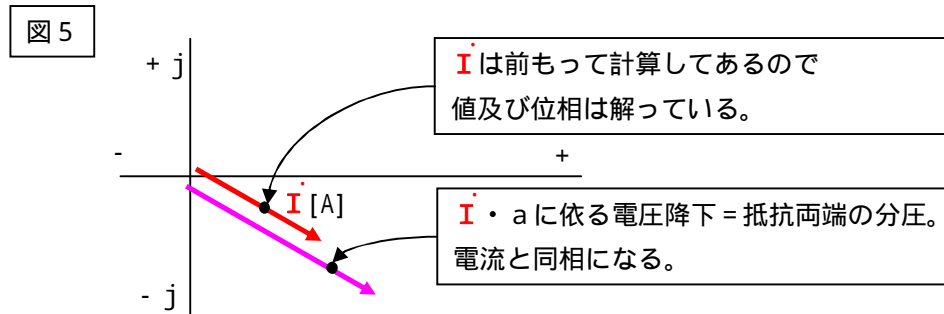 図5
+ j
İは前もって計算してあるので
値及び位相は解っている。
-
+
İ[A]
İ・aに依る電圧降下=抵抗両端の分圧。
電流と同相になる。
- j